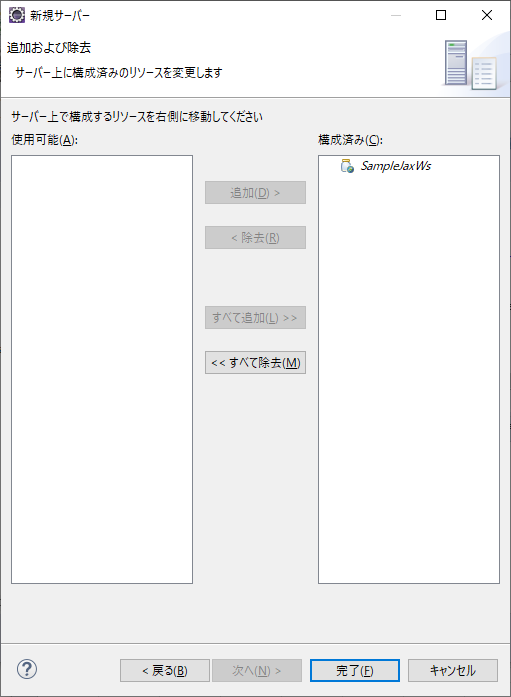 新規サーバー
追加および除去
サーバー上に構成済みのリソースを変更します
サーバー上で構成するリソースを右側に移動してください
使用可能(A):
構成済み(C):
SampleJaxWs
追加(D) >
< 除去(R)
すべて追加(L) >>
<< すべて除去(M)
?
< 戻る(B)
次へ(N) >
完了(F)
キャンセル